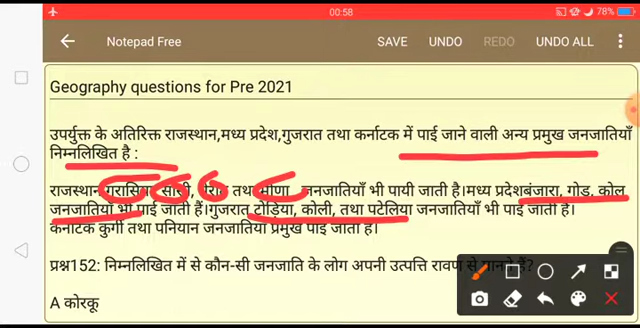 00:58
78%
Notepad Free
SAVE
UNDO
REDO
UNDO ALL
Geography questions for Pre 2021
उपर्युक्त के अतिरिक्त राजस्थान,मध्य प्रदेश,गुजरात तथा कर्नाटक में पाई जाने वाली अन्य प्रमुख जनजातियाँ
निम्नलिखित है :
राजस्थान तथा मीणा जनजातियाँ भी पायी जाती है।मध्य प्रदेशबंजारा, गोड, कोल
जनजातियां भी पाई जाती हैं। गुजरात टोड़िया, कोली, तथा पटेलिया जनजातियाँ भी पाई जाती है।
कर्नाटक कुर्गी तथा पनियान जनजातियां प्रमुख पाई जाती है।
प्रश्न152: निम्नलिखित में से कौन-सी जनजाति के लोग अपनी उत्पत्ति रावण से मानते हैं?
A कोरकू